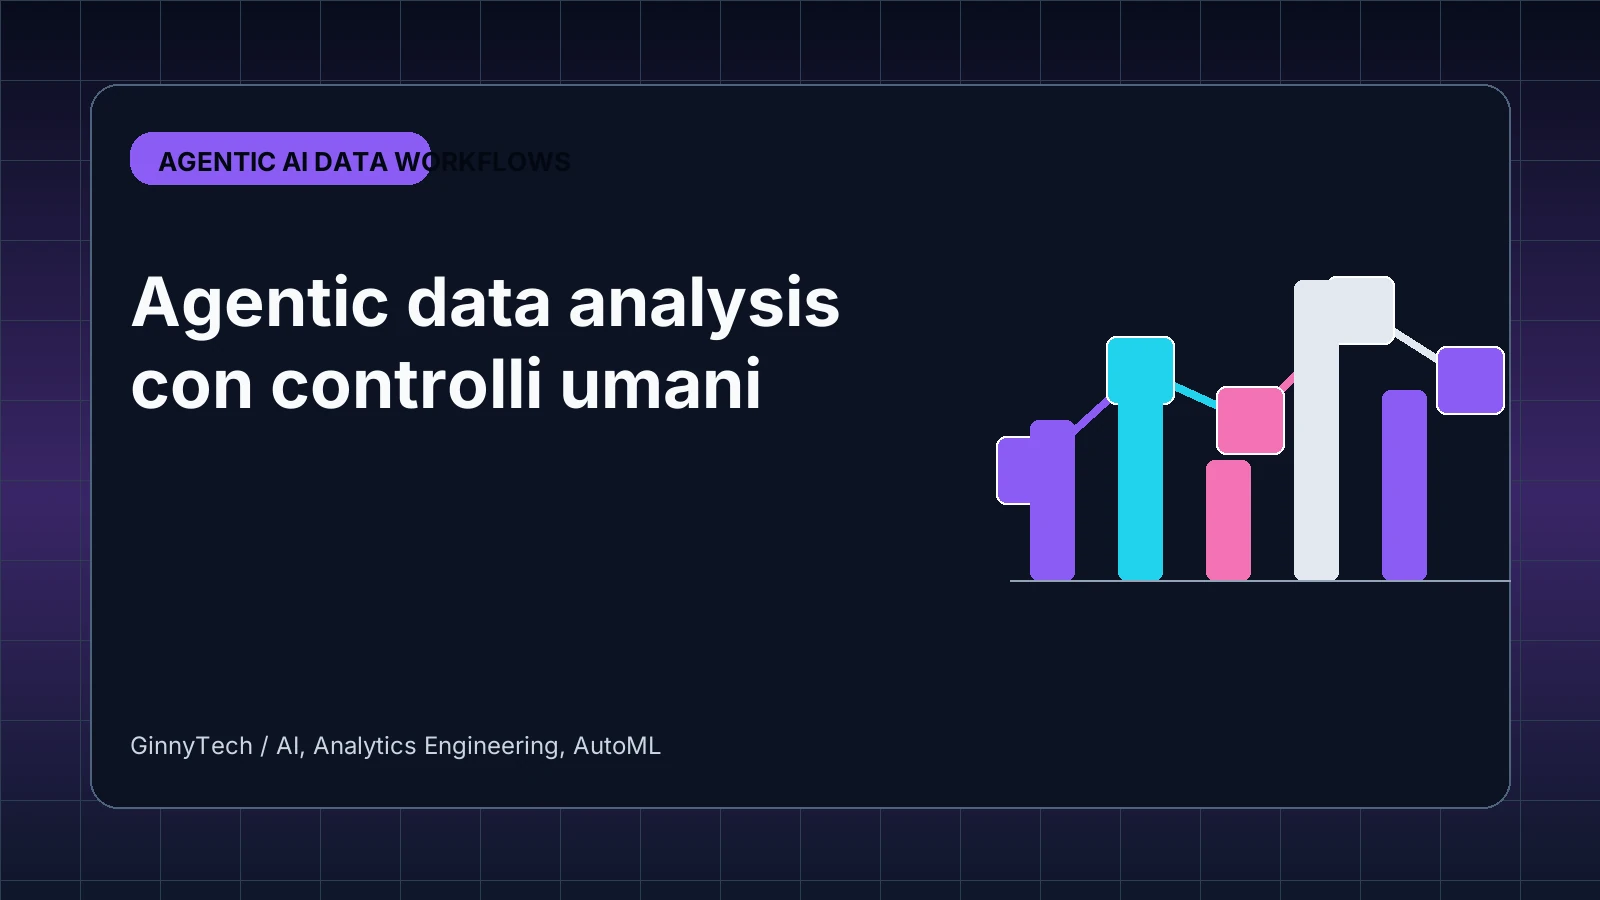 AGENTIC AI DATA WORKFLOWS
Agentic data analysis
con controlli umani
GinnyTech / AI, Analytics Engineering, AutoML